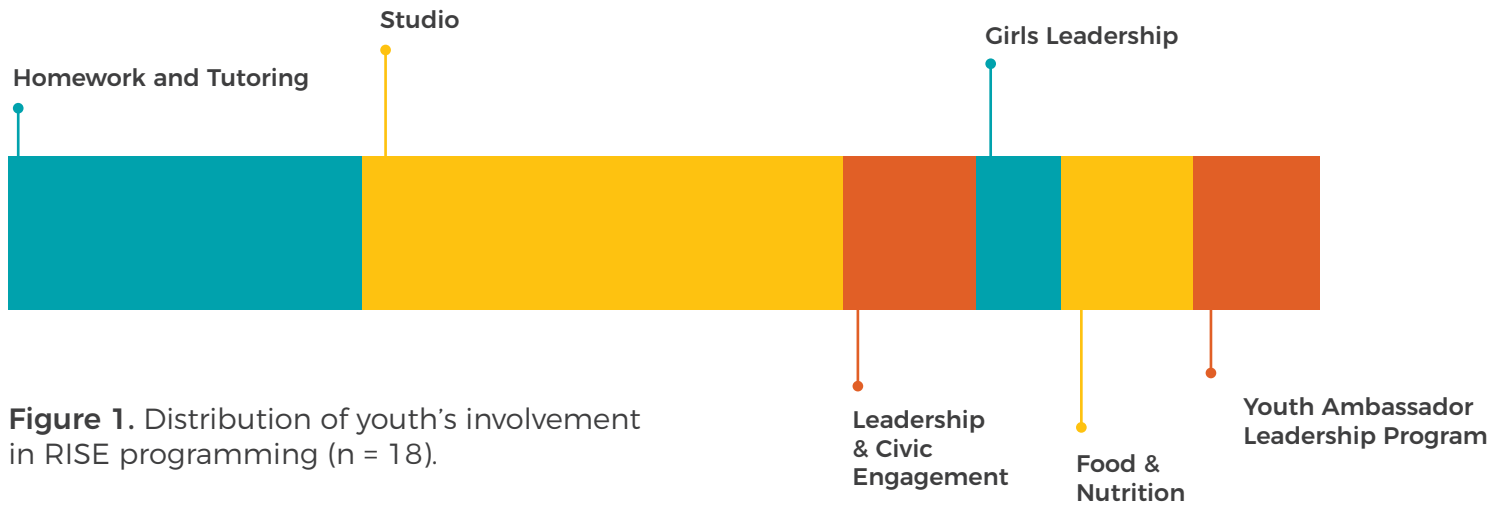 Studio
Girls Leadership
Homework and Tutoring
Figure 1. Distribution of youth’s involvement
in RISE programming (n = 18).
Leadership
& Civic
Engagement
Food &
Nutrition
Youth Ambassador
Leadership Program